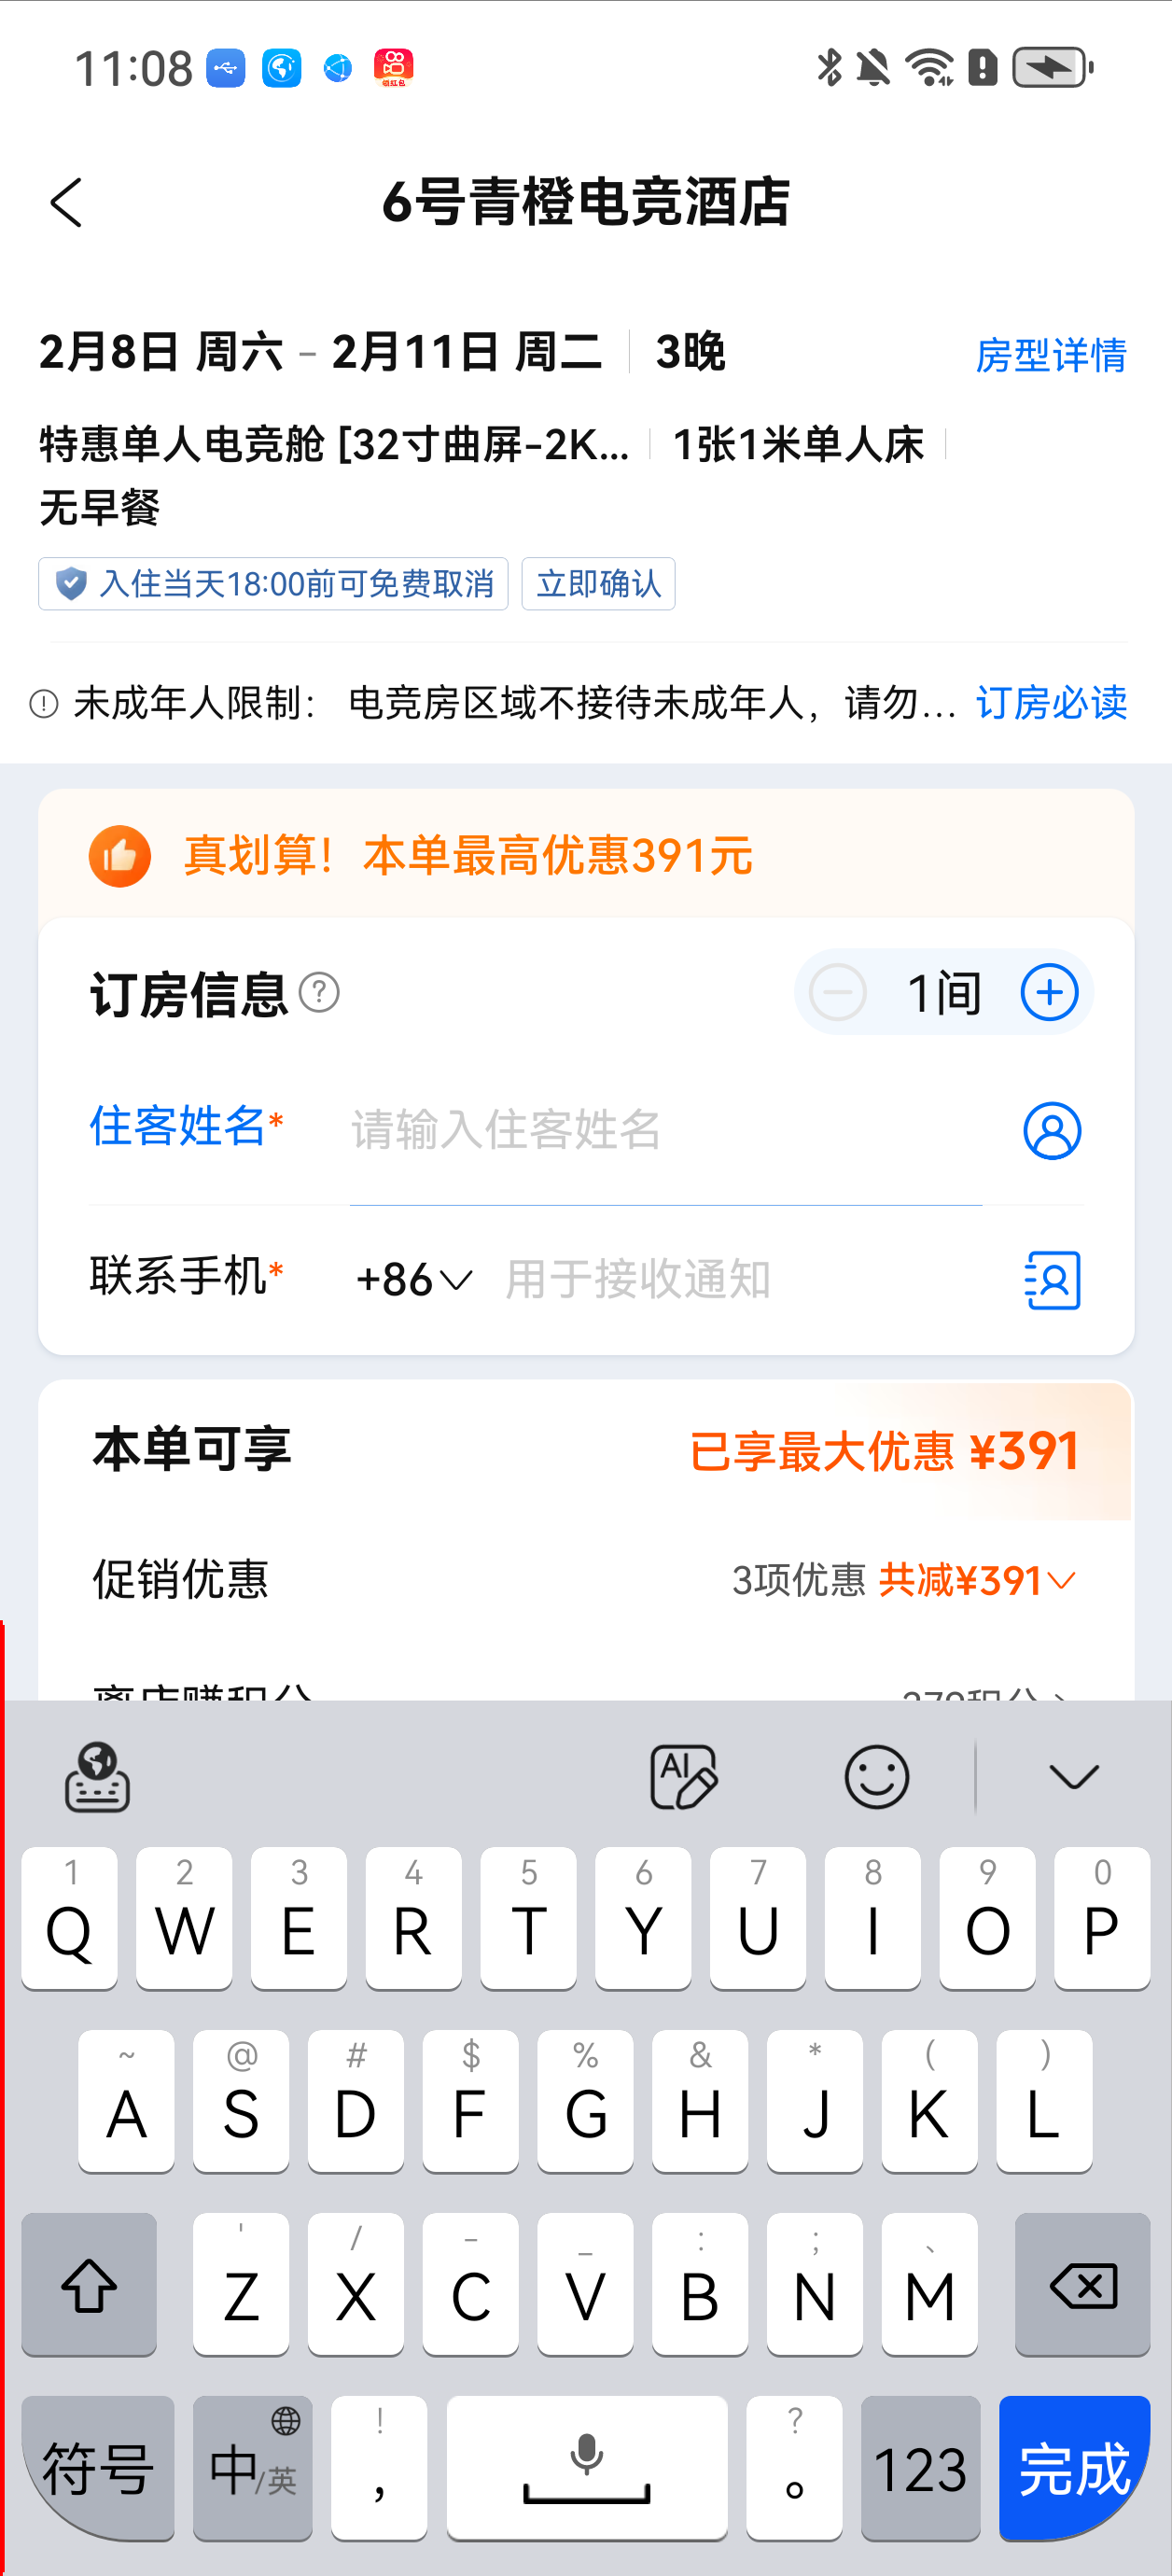 11:08
6号青橙电竞酒店
2月8日 周六 - 2月11日 周二 3晚 房型详情
特惠单人电竞舱 [32寸曲屏-2K... 1张1米单人床
无早餐
入住当天18:00前可免费取消 立即确认
未成年人限制： 电竞房区域不接待未成年人，请勿... 订房必读
真划算！本单最高优惠391元
订房信息 ? 1间
住客姓名* 请输入住客姓名
联系手机* +86 用于接收通知
本单可享 已享最大优惠 ¥391
促销优惠 3项优惠 共减¥391
AI
1 2 3 4 5 6 7 8 9 0
Q W E R T Y U I O P
~ @ # $ % & * ( )
A S D F G H J K L
' / - _ : ; 、
Z X C V B N M
符号 中/英 ! ， ? 。 123 完成